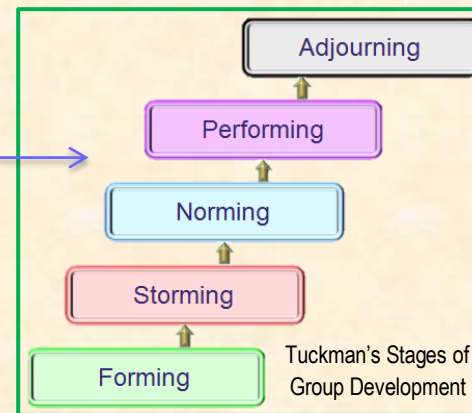 Adjourning
Performing
Norming
Storming
Forming
Tuckman's Stages of
Group Development